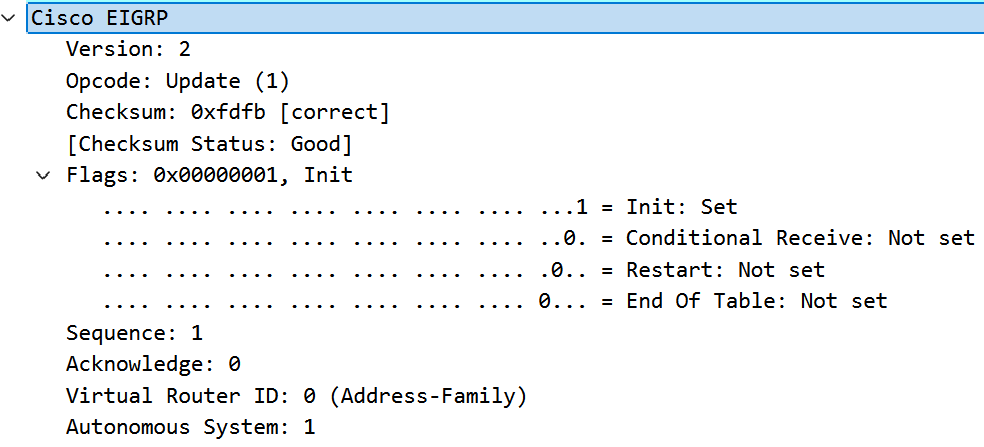 Cisco EIGRP
Version: 2
Opcode: Update (1)
Checksum: 0xfdfb [correct]
[Checksum Status: Good]
Flags: 0x00000001, Init
.... .... .... .... .... .... .... ...1 = Init: Set
.... .... .... .... .... .... .... ..0. = Conditional Receive: Not set
.... .... .... .... .... .... .... .0.. = Restart: Not set
.... .... .... .... .... .... .... 0... = End Of Table: Not set
Sequence: 1
Acknowledge: 0
Virtual Router ID: 0 (Address-Family)
Autonomous System: 1